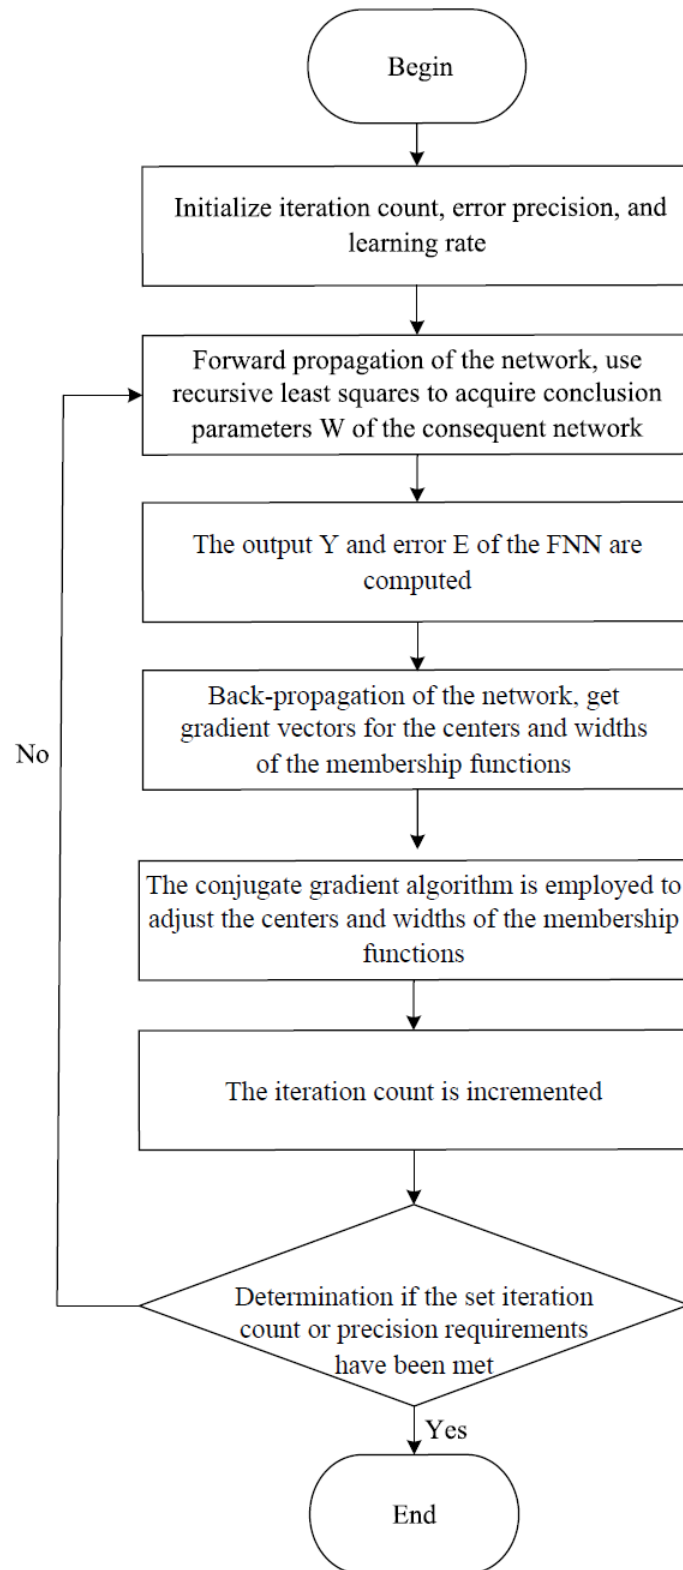 Begin
Initialize iteration count, error precision, and
learning rate
Forward propagation of the network, use
recursive least squares to acquire conclusion
parameters W of the consequent network
The output Y and error E of the FNN are
computed
Back-propagation of the network, get
gradient vectors for the centers and widths
of the membership functions
No
The conjugate gradient algorithm is employed to
adjust the centers and widths of the membership
functions
The iteration count is incremented
Determination if the set iteration
count or precision requirements
have been met
Yes
End